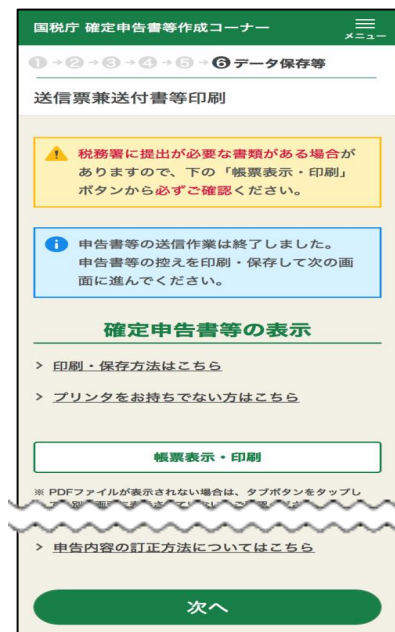 国税庁 確定申告書等作成コーナー
メニュー
1→2→3→4→5→6 データ保存等
送信票兼送付書等印刷
税務署に提出が必要な書類がある場合が
ありますので、下の「帳票表示・印刷」
ボタンから必ずご確認ください。
申告書等の送信作業は終了しました。
申告書等の控えを印刷・保存して次の画
面に進んでください。
確定申告書等の表示
> 印刷・保存方法はこちら
> プリンタをお持ちでない方はこちら
帳票表示・印刷
※ PDFファイルが表示されない場合は、タブボタンをタップし
> 申告内容の訂正方法についてはこちら
次へ